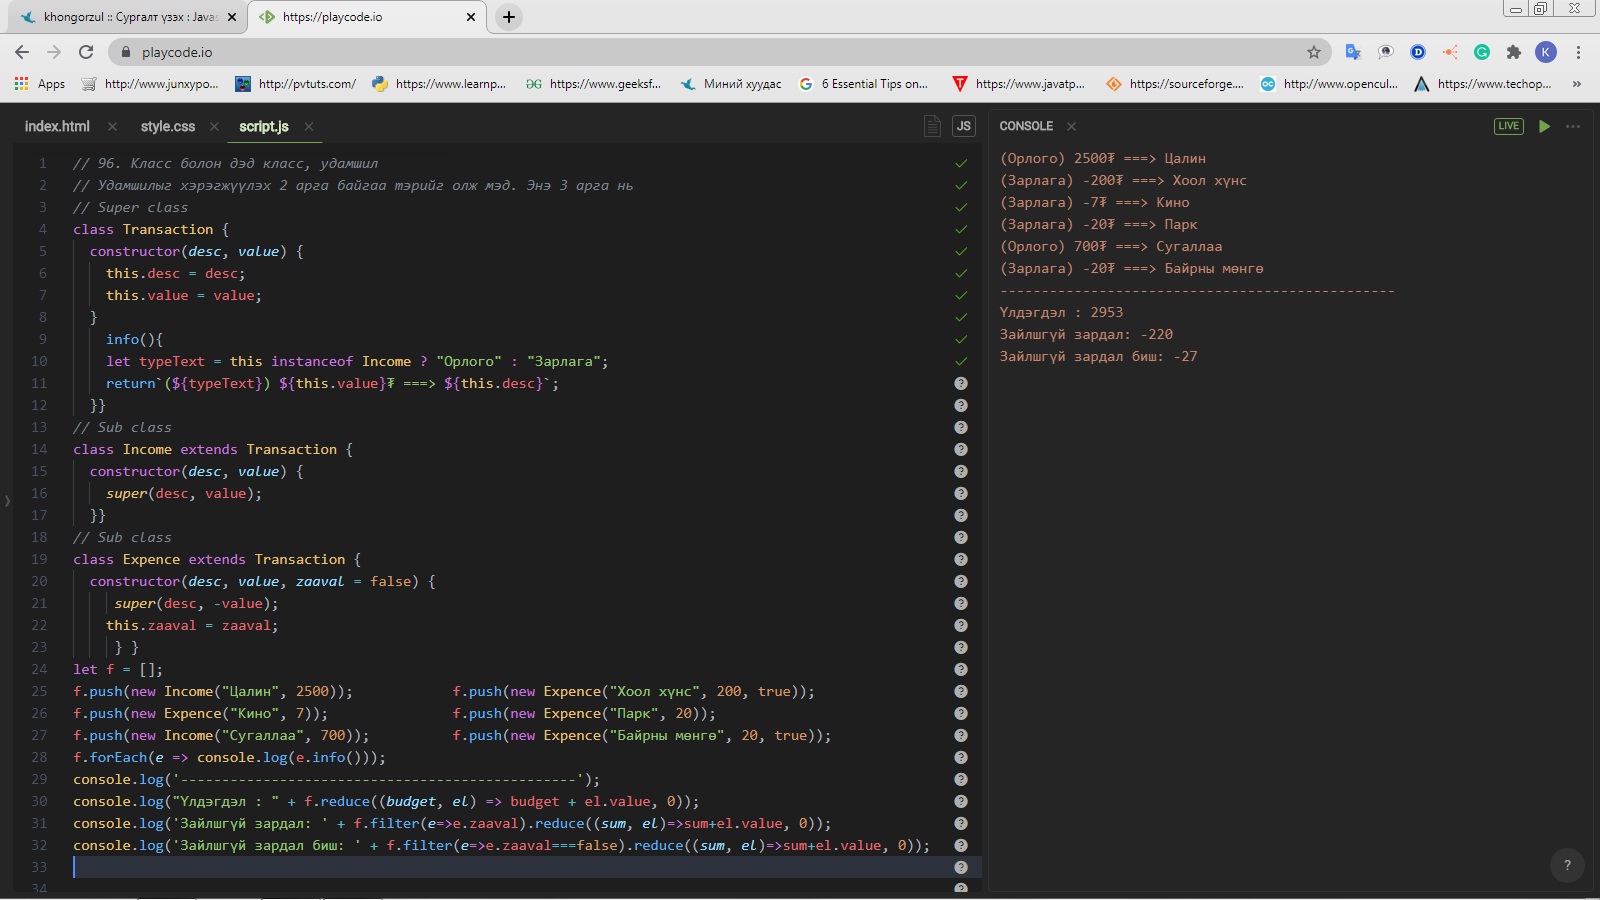 khongorzul :: Сургалт үзэх : Javas
https://playcode.io
playcode.io
K
Apps
http://www.junxypo...
http://pvtuts.com/
https://www.learnp...
https://www.geeksf...
Миний хуудас
6 Essential Tips on...
https://www.javatp...
https://sourceforge....
http://www.opencul...
https://www.techop...
»
index.html
style.css
script.js
JS
1 // 96. Класс болон дэд класс, удамшил
2 // Удамшилыг хэрэгжүүлэх 2 арга байгаа тэрийг олж мэд. Энэ 3 арга нь
3 // Super class
4 class Transaction {
5 constructor(desc, value) {
6 this.desc = desc;
7 this.value = value;
8 }
9 info(){
10 let typeText = this instanceof Income ? "Орлого" : "Зарлага";
11 return`(${typeText}) ${this.value}₮ ===> ${this.desc}`;
12 }}
13 // Sub class
14 class Income extends Transaction {
15 constructor(desc, value) {
16 super(desc, value);
17 }}
18 // Sub class
19 class Expence extends Transaction {
20 constructor(desc, value, zaaval = false) {
21 super(desc, -value);
22 this.zaaval = zaaval;
23 } }
24 let f = [];
25 f.push(new Income("Цалин", 2500)); f.push(new Expence("Хоол хүнс", 200, true));
26 f.push(new Expence("Кино", 7)); f.push(new Expence("Парк", 20));
27 f.push(new Income("Сугаллаа", 700)); f.push(new Expence("Байрны мөнгө", 20, true));
28 f.forEach(e => console.log(e.info()));
29 console.log('------------------------------------------------');
30 console.log("Үлдэгдэл : " + f.reduce((budget, el) => budget + el.value, 0));
31 console.log('Зайлшгүй зардал: ' + f.filter(e=>e.zaaval).reduce((sum, el)=>sum+el.value, 0));
32 console.log('Зайлшгүй зардал биш: ' + f.filter(e=>e.zaaval===false).reduce((sum, el)=>sum+el.value, 0));
33
34
CONSOLE
LIVE
(Орлого) 2500₮ ===> Цалин
(Зарлага) -200₮ ===> Хоол хүнс
(Зарлага) -7₮ ===> Кино
(Зарлага) -20₮ ===> Парк
(Орлого) 700₮ ===> Сугаллаа
(Зарлага) -20₮ ===> Байрны мөнгө
------------------------------------------------
Үлдэгдэл : 2953
Зайлшгүй зардал: -220
Зайлшгүй зардал биш: -27
?